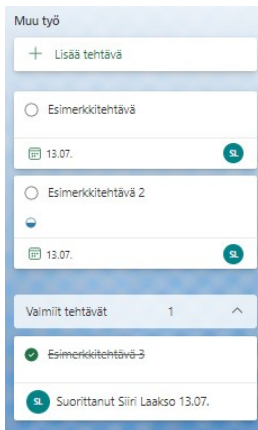 Muu työ
+ Lisää tehtävä
Esimerkkitehtävä
13.07. SL
Esimerkkitehtävä 2
13.07. SL
Valmiit tehtävät 1
Esimerkkitehtävä 3
SL Suorittanut Siiri Laakso 13.07.